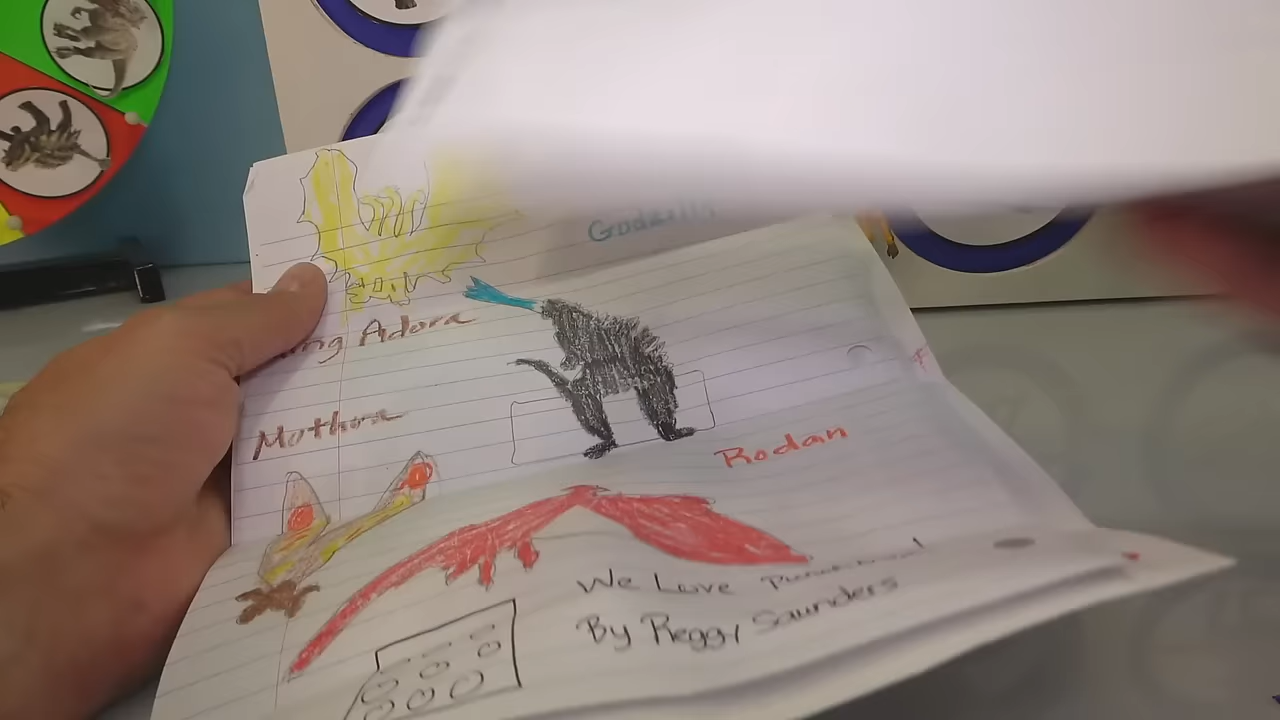 Godzilla
Adora
Mothra
Rodan
We Love
By Reggy Saunders